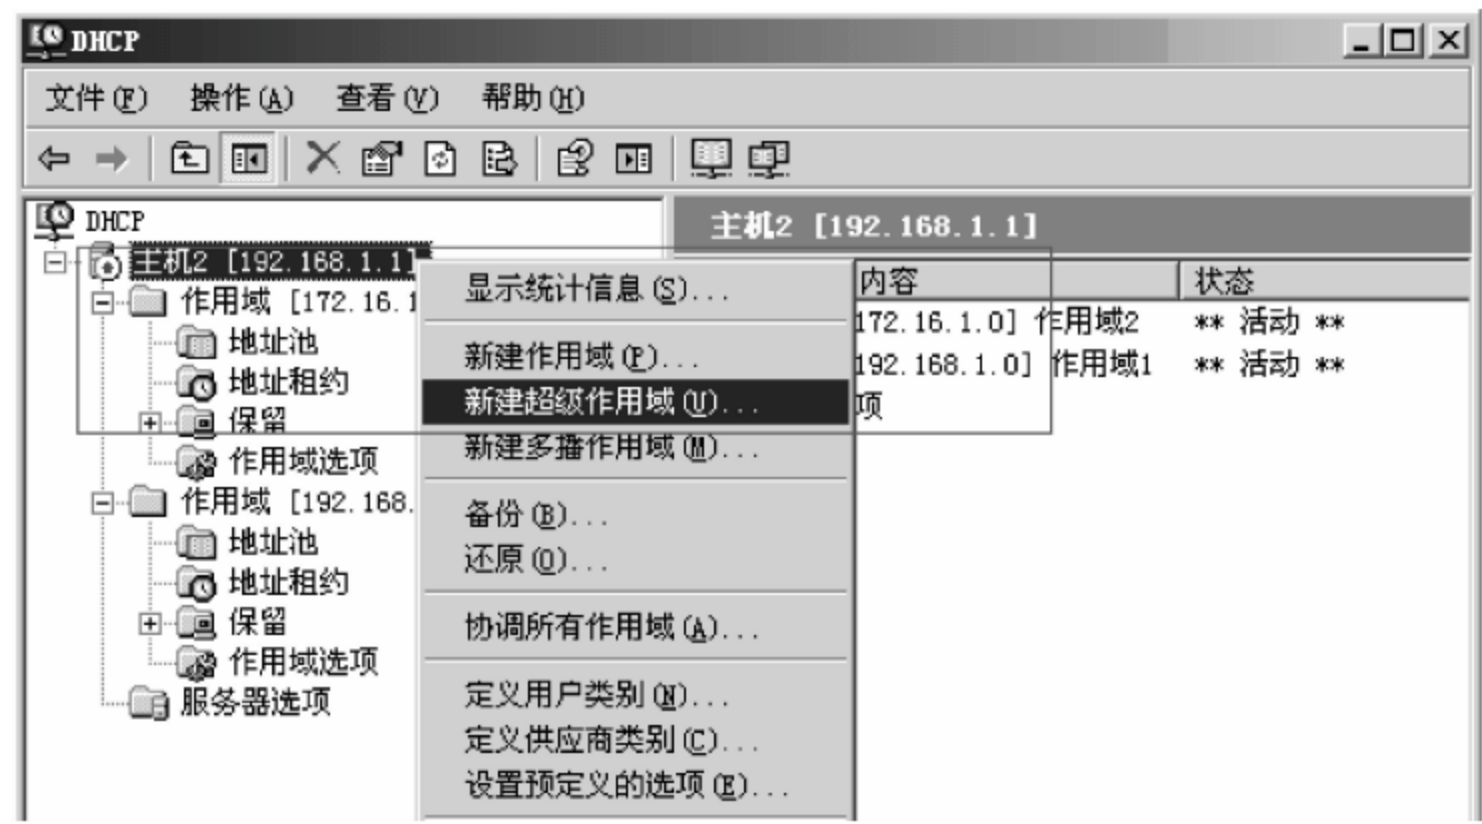 DHCP
文件(F) 操作(A) 查看(V) 帮助(H)
DHCP
主机2 [192.168.1.1]
作用域 [172.16.1
地址池
地址租约
保留
作用域选项
作用域 [192.168.
地址池
地址租约
保留
作用域选项
服务器选项
显示统计信息(S)...
新建作用域(P)...
新建超级作用域(U)...
新建多播作用域(M)...
备份(B)...
还原(O)...
协调所有作用域(A)...
定义用户类别(N)...
定义供应商类别(C)...
设置预定义的选项(E)...
主机2 [192.168.1.1]
内容 状态
172.16.1.0] 作用域2 ** 活动 **
192.168.1.0] 作用域1 ** 活动 **
项